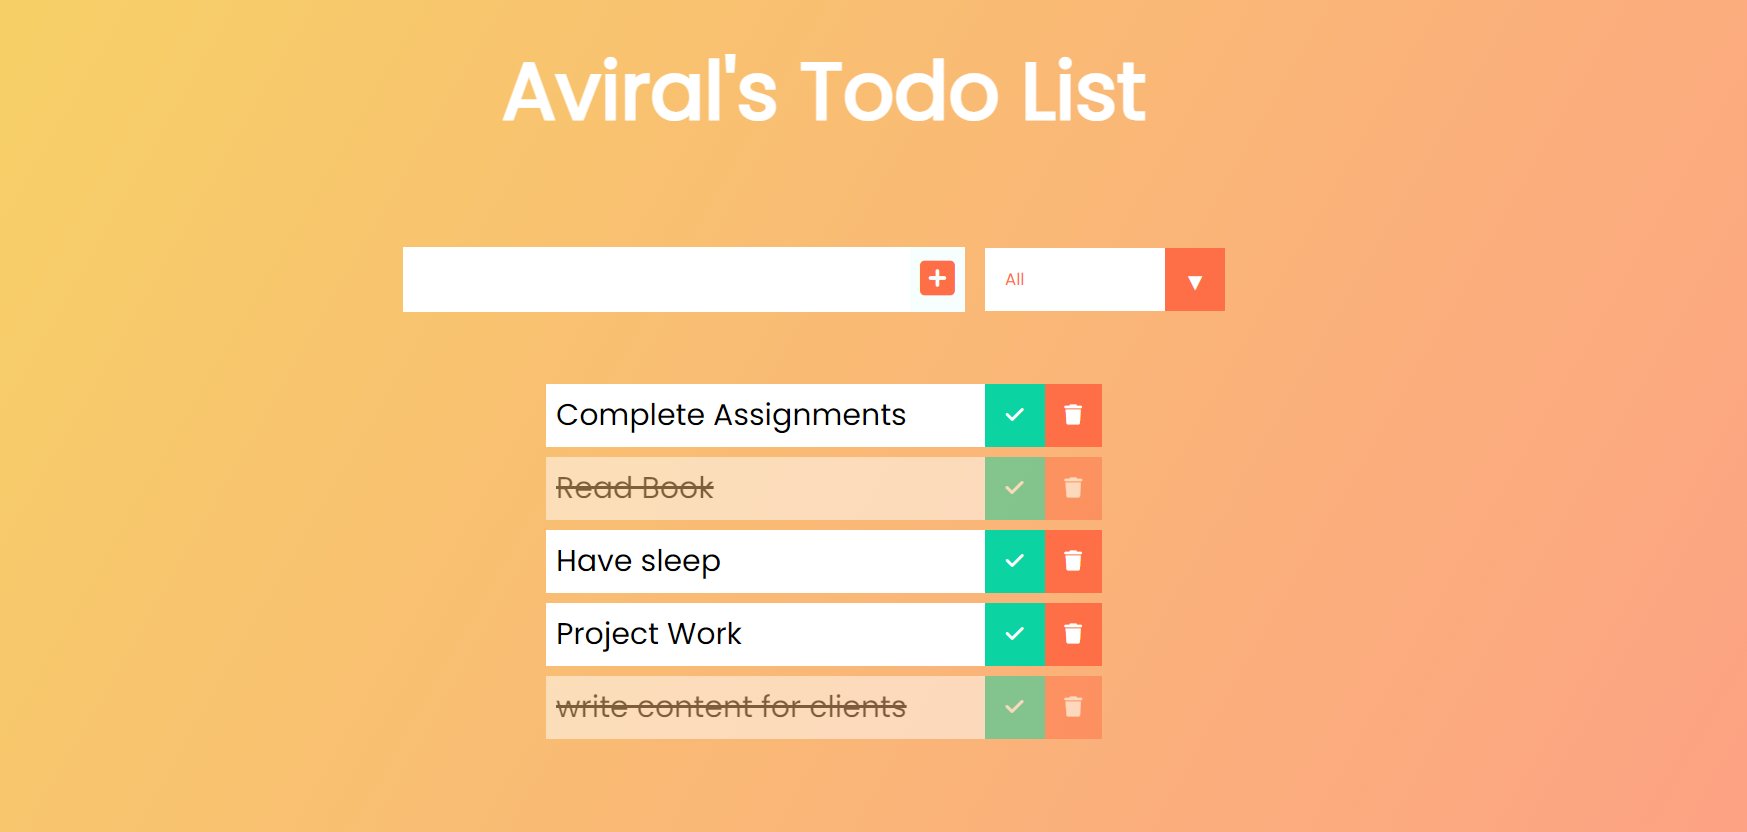 Aviral's Todo List
All
Complete Assignments
Read Book
Have sleep
Project Work
write content for clients